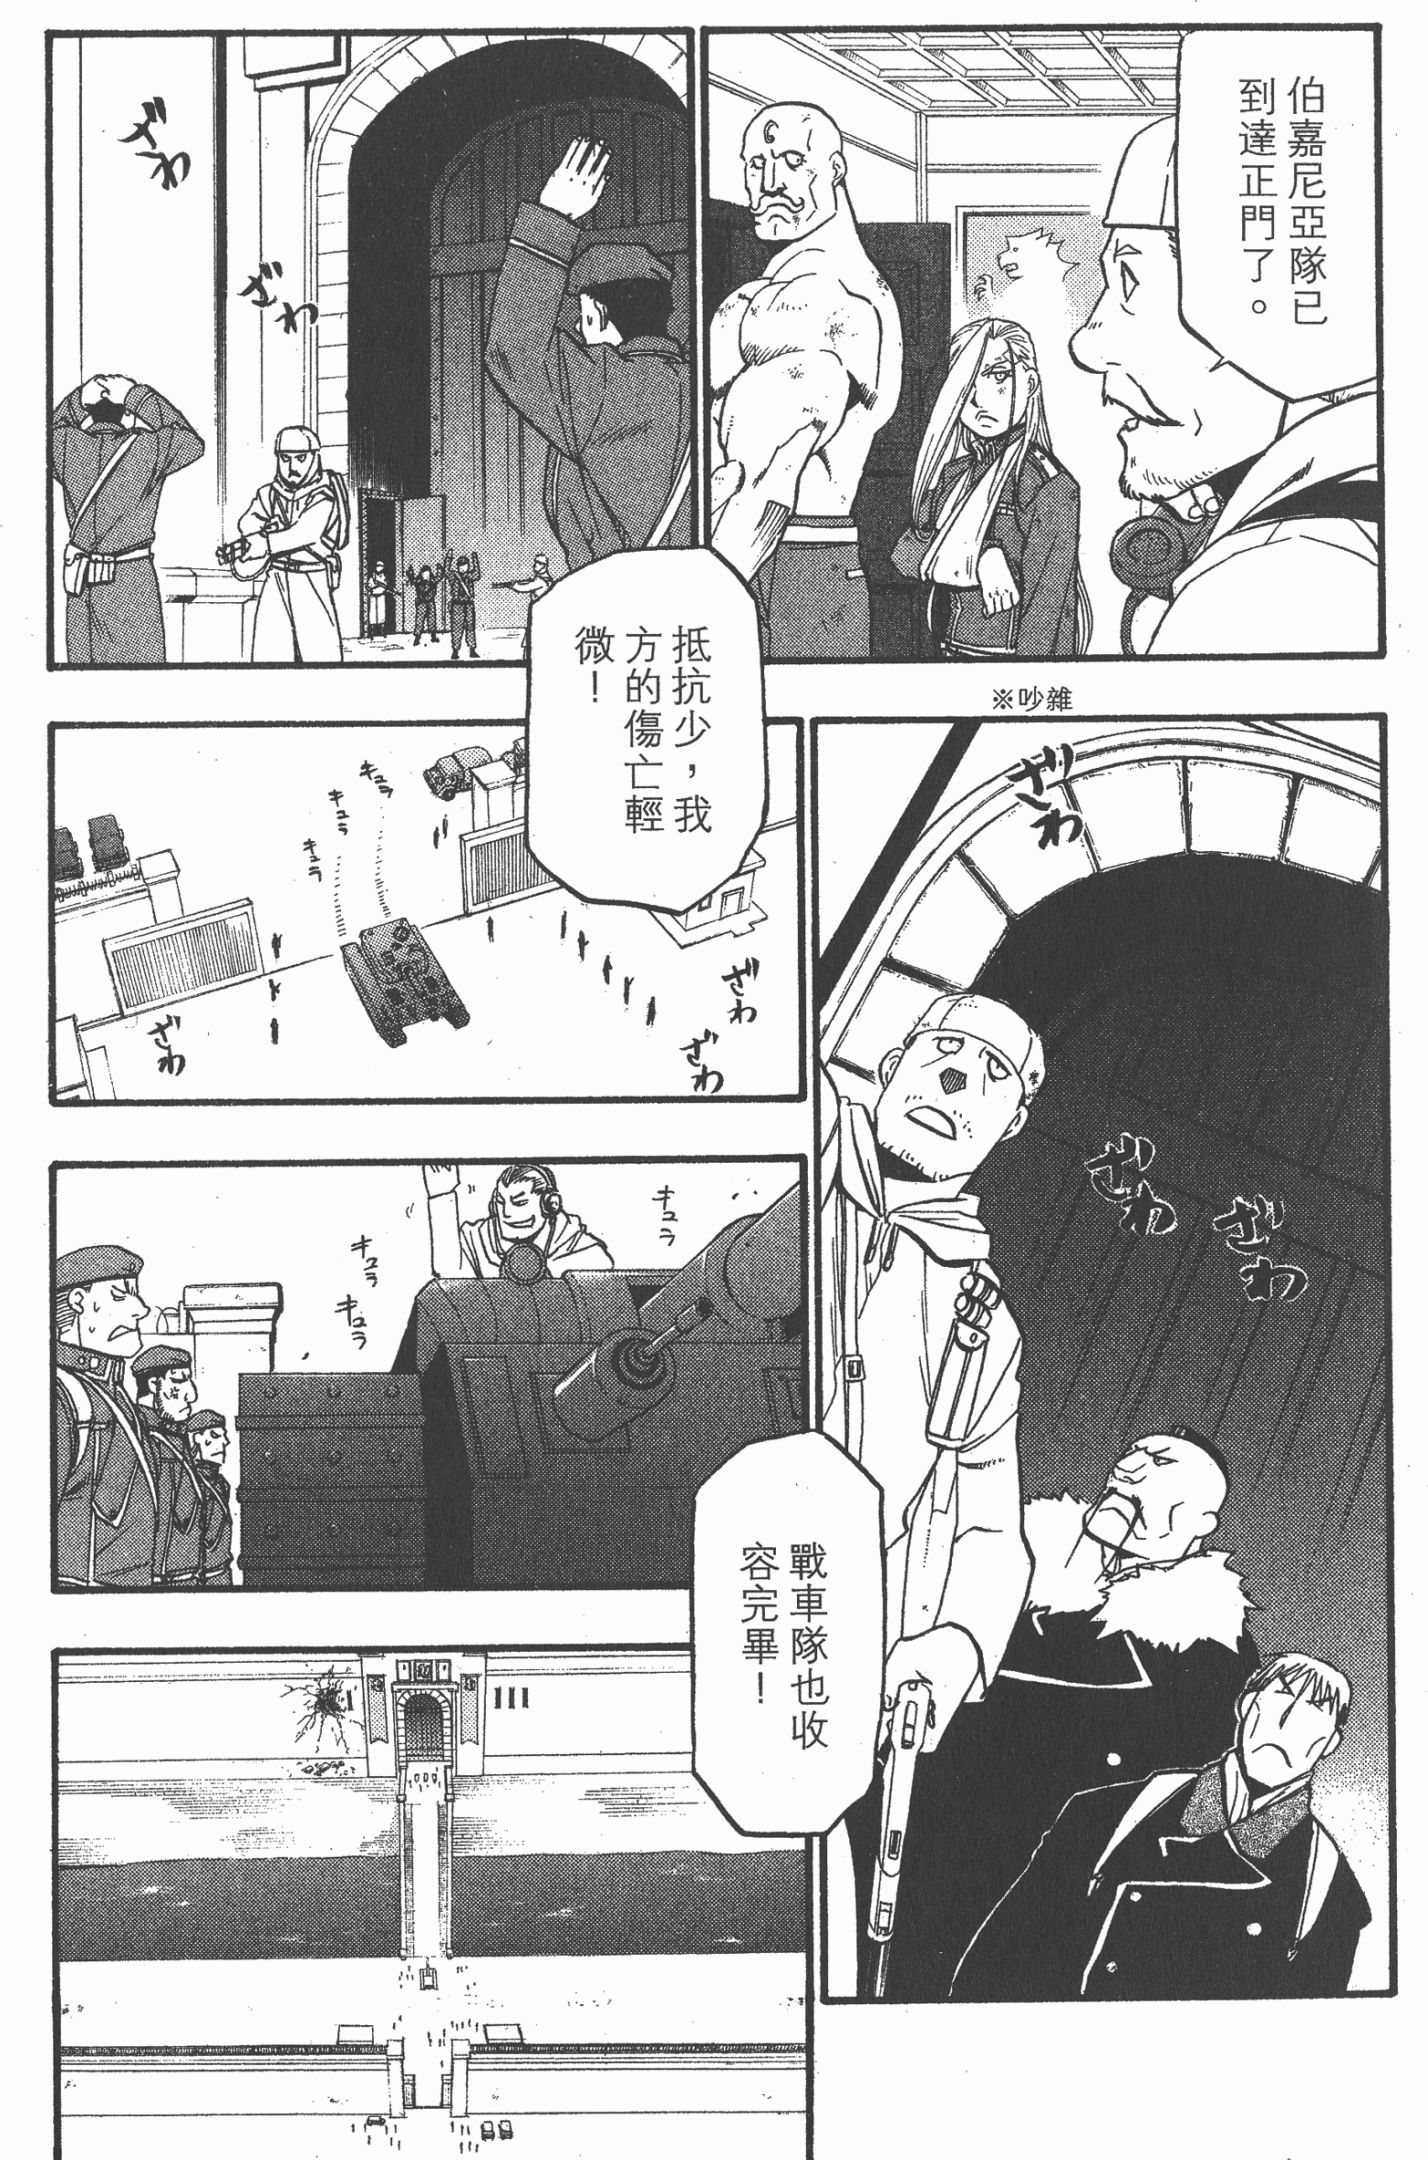 伯嘉尼亞隊已
到達正門了。
ざわ
ざわ
抵抗少，我
方的傷亡輕
微！
※吵雜
ざわ
ざわ
ざわ
キュラ
キュラ
キュラ
ざわ
ざわ
ざわ
キュラ
キュラ
キュラ
戰車隊也收
容完畢！
III